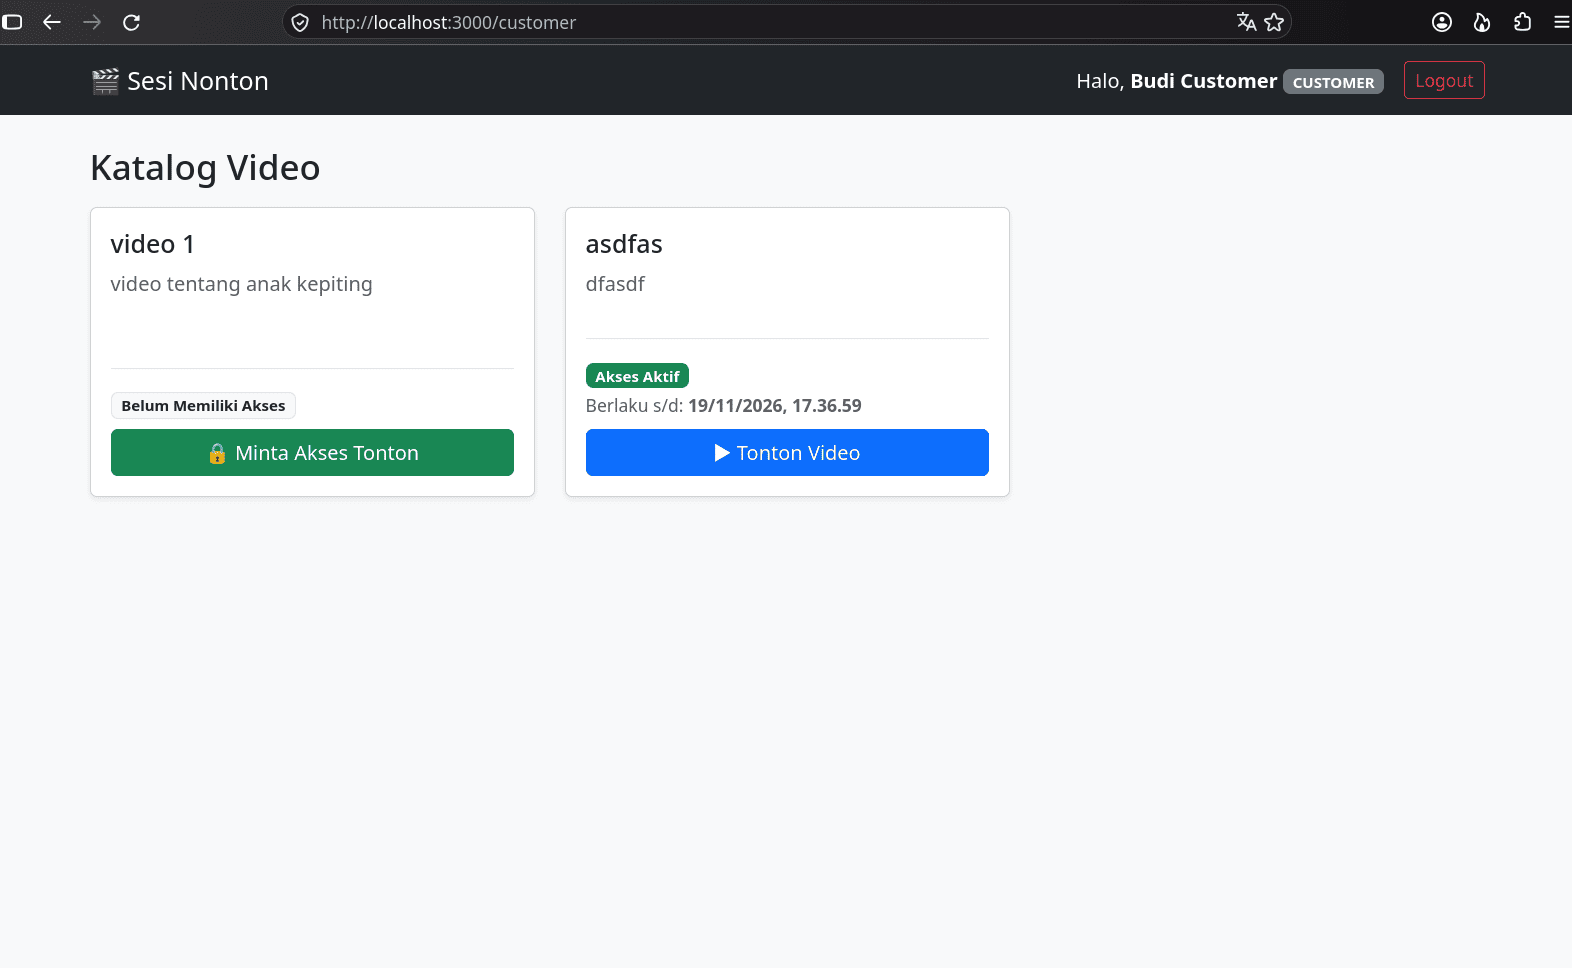 http://localhost:3000/customer
Sesi Nonton
Halo, Budi Customer CUSTOMER
Logout
Katalog Video
video 1
video tentang anak kepiting
Belum Memiliki Akses
Minta Akses Tonton
asdfas
dfasdf
Akses Aktif
Berlaku s/d: 19/11/2026, 17.36.59
Tonton Video